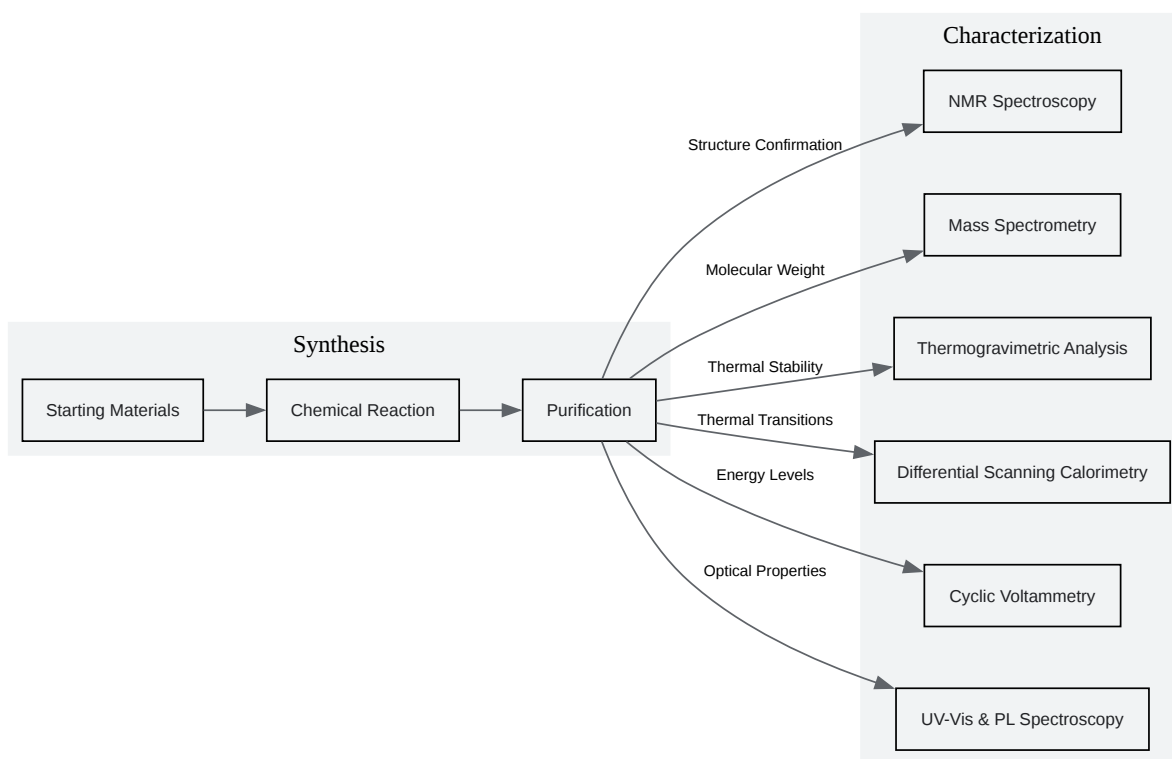 Characterization
NMR Spectroscopy
Structure Confirmation
Mass Spectrometry
Molecular Weight
Synthesis
Thermogravimetric Analysis
Thermal Stability
Starting Materials
Chemical Reaction
Purification
Thermal Transitions
Differential Scanning Calorimetry
Energy Levels
Optical Properties
Cyclic Voltammetry
UV-Vis & PL Spectroscopy